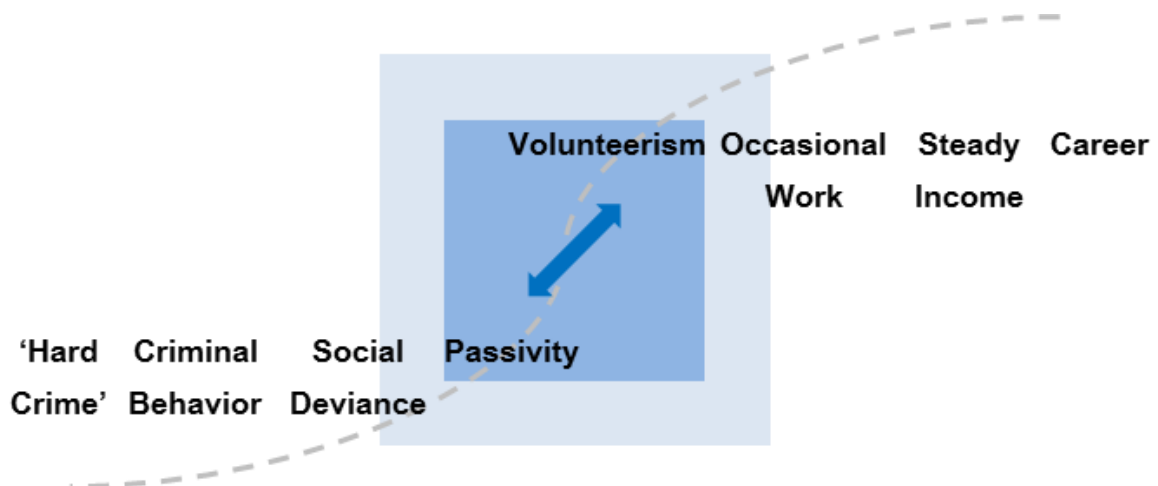 Volunteerism Occasional Steady Career
Work Income
‘Hard Criminal Social Passivity
Crime’ Behavior Deviance